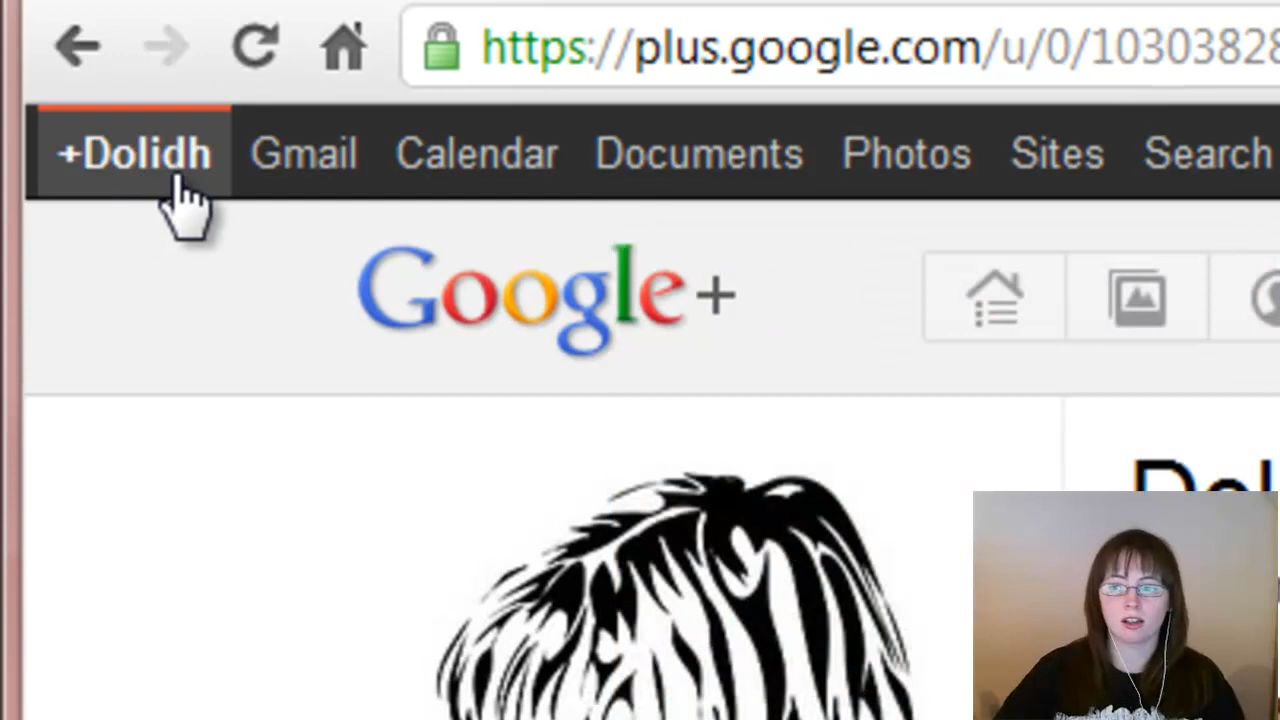 https://plus.google.com/u/0/10303828
+Dolidh Gmail Calendar Documents Photos Sites Search
Google+